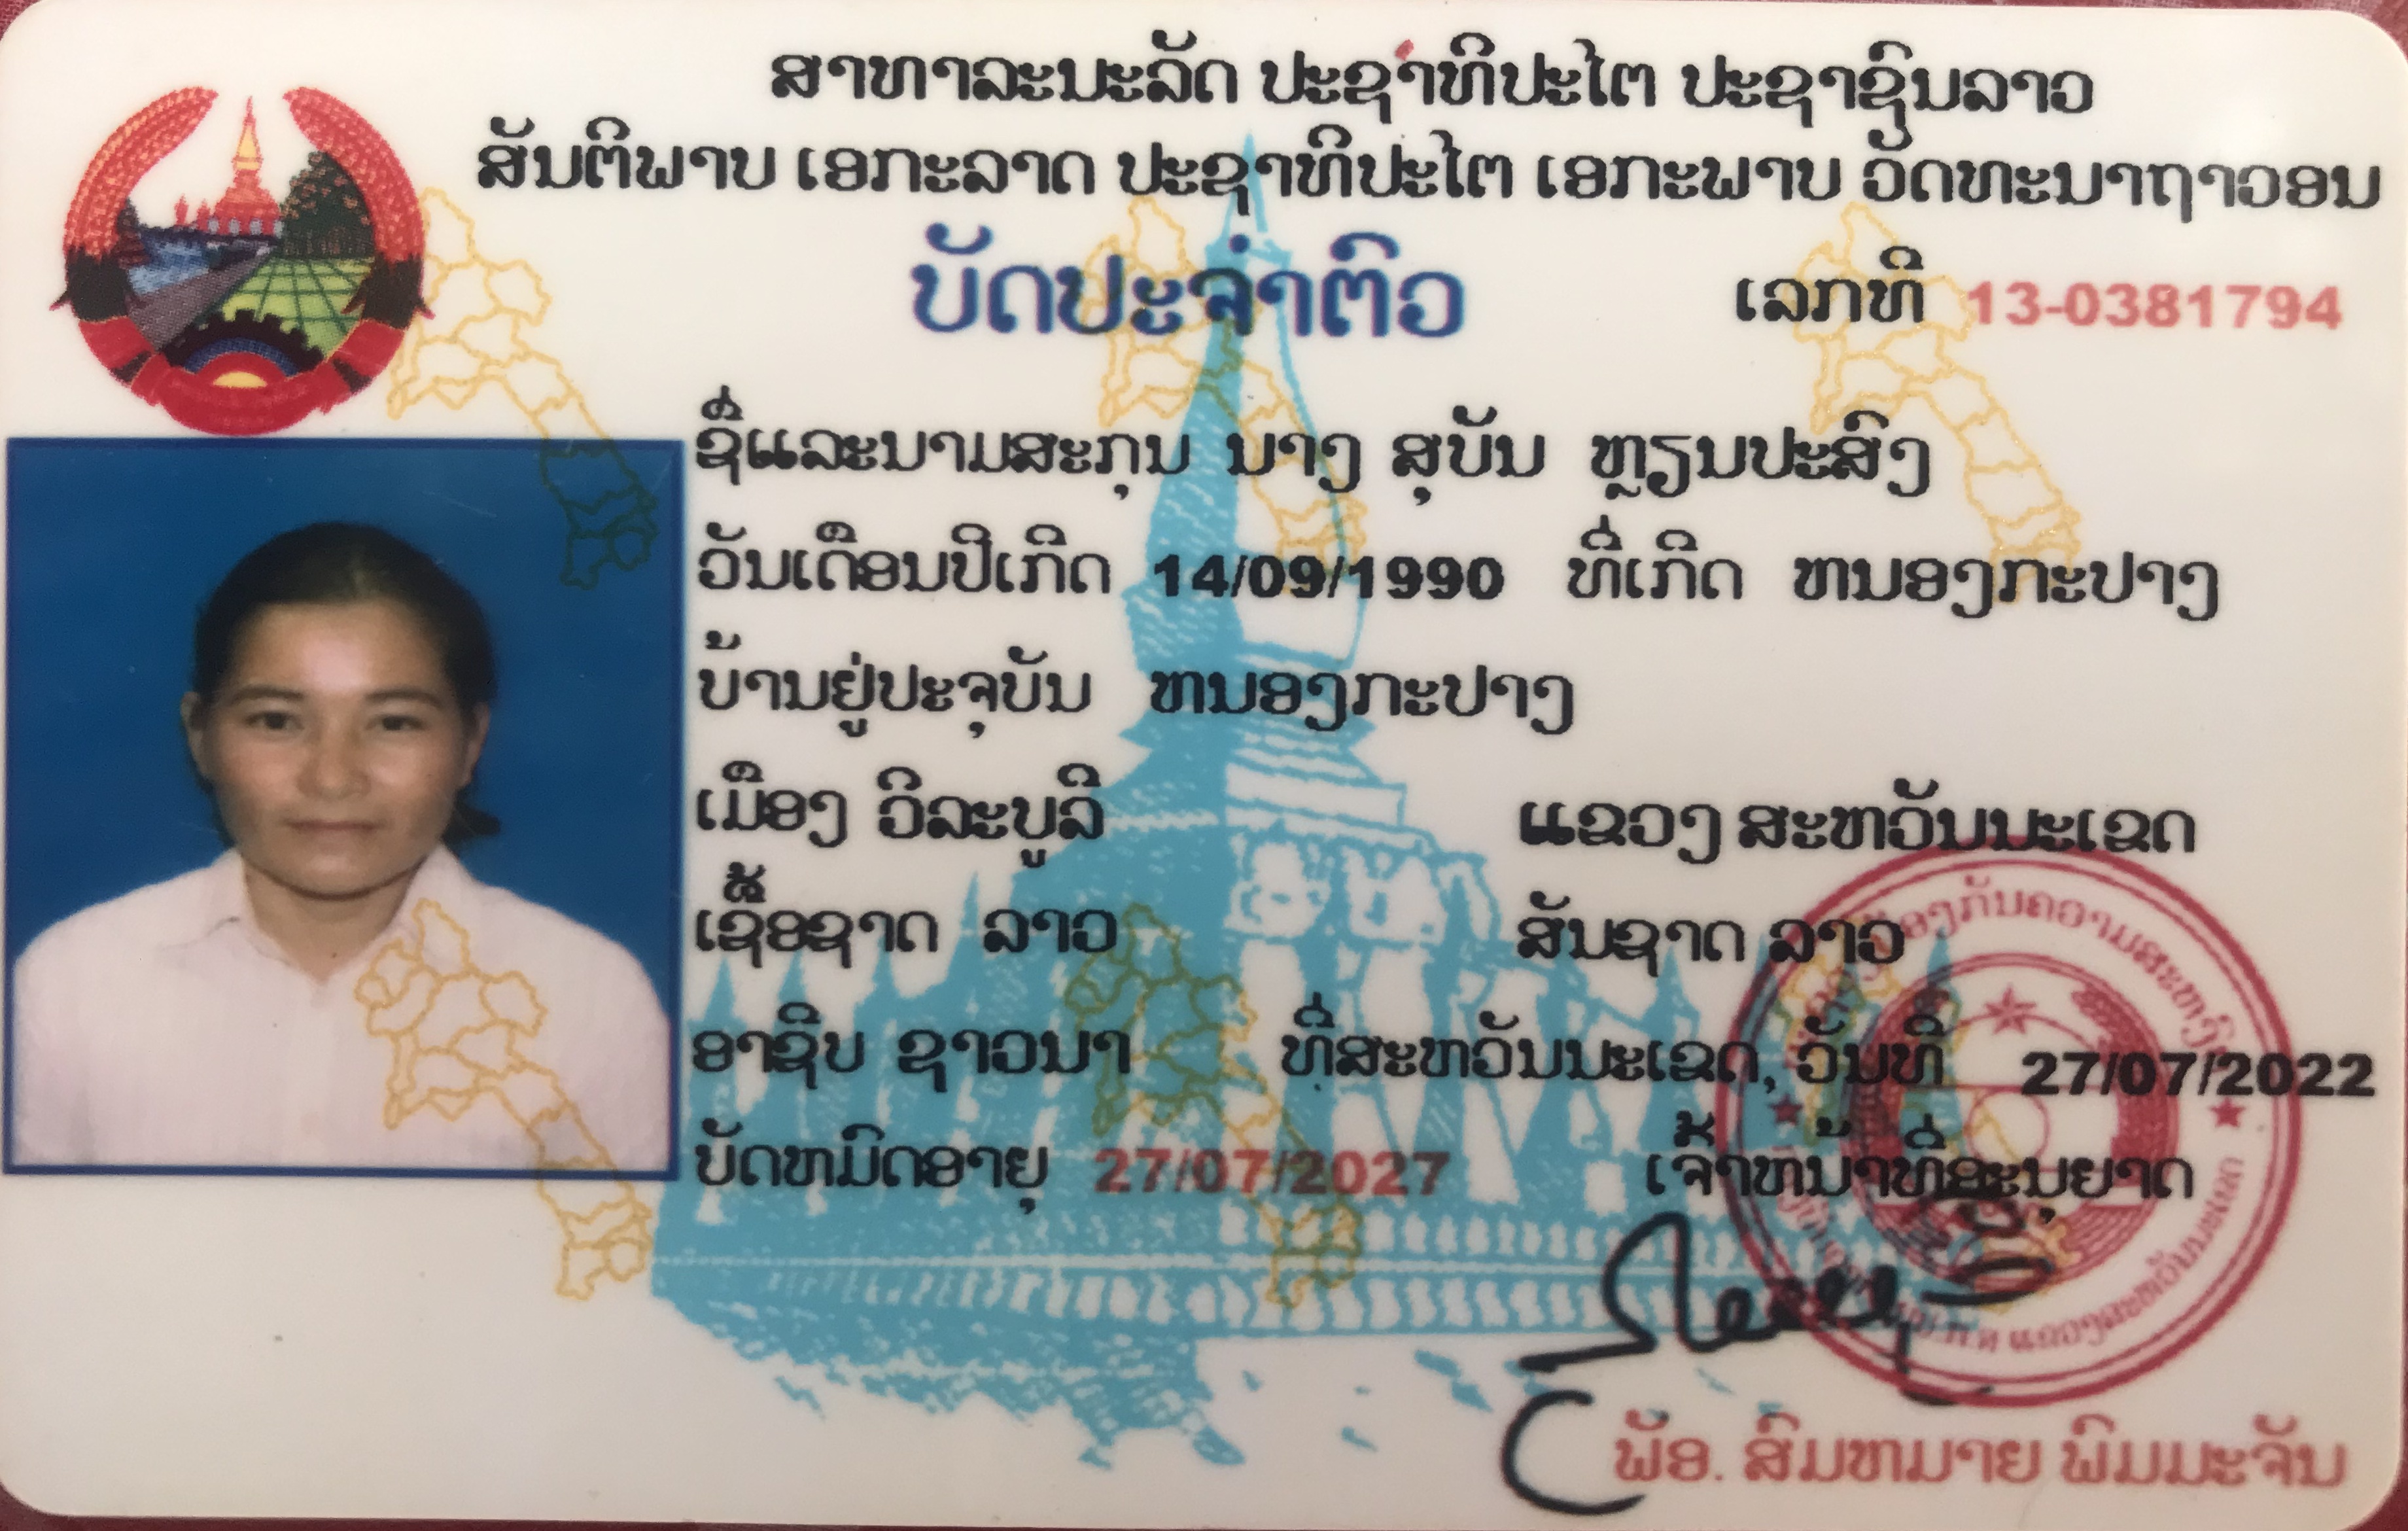 ສາທາລະນະລັດ ປະຊາທິປະໄຕ ປະຊາຊົນລາວ
ສັນຕິພາບ ເອກະລາດ ປະຊາທິປະໄຕ ເອກະພາບ ວັດທະນາຖາວອນ
ບັດປະຈຳຕົວ
ເລກທີ 13-0381794
ຊື່ແລະນາມສະກຸນ ນາງ ສຸບັນ ຫຼຽນປະສົງ
ວັນເດືອນປີເກີດ 14/09/1990 ທີ່ເກີດ ຫນອງກະປາງ
ບ້ານຢູ່ປະຈຸບັນ ຫນອງກະປາງ
ເມືອງ ວິລະບູລີ ແຂວງ ສະຫວັນນະເຂດ
ເຊື້ອຊາດ ລາວ ສັນຊາດ ລາວ
ອາຊີບ ຊາວນາ ທີ່ສະຫວັນນະເຂດ, ວັນທີ 27/07/2022
ບັດຫມົດອາຍຸ 27/07/2027 ເຈົ້າຫນ້າທີ່ອະນຸຍາດ
ພັອ. ສົມຫມາຍ ພິມມະຈັນ